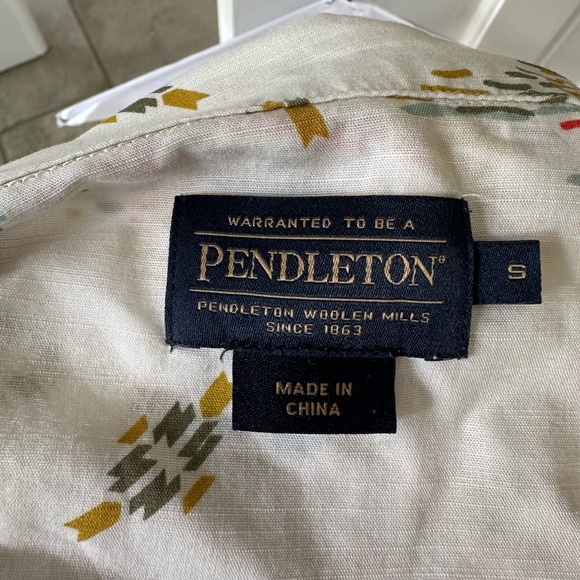 WARRANTED TO BE A
PENDLETON®
PENDLETON WOOLEN MILLS
SINCE 1863
S
MADE IN
CHINA